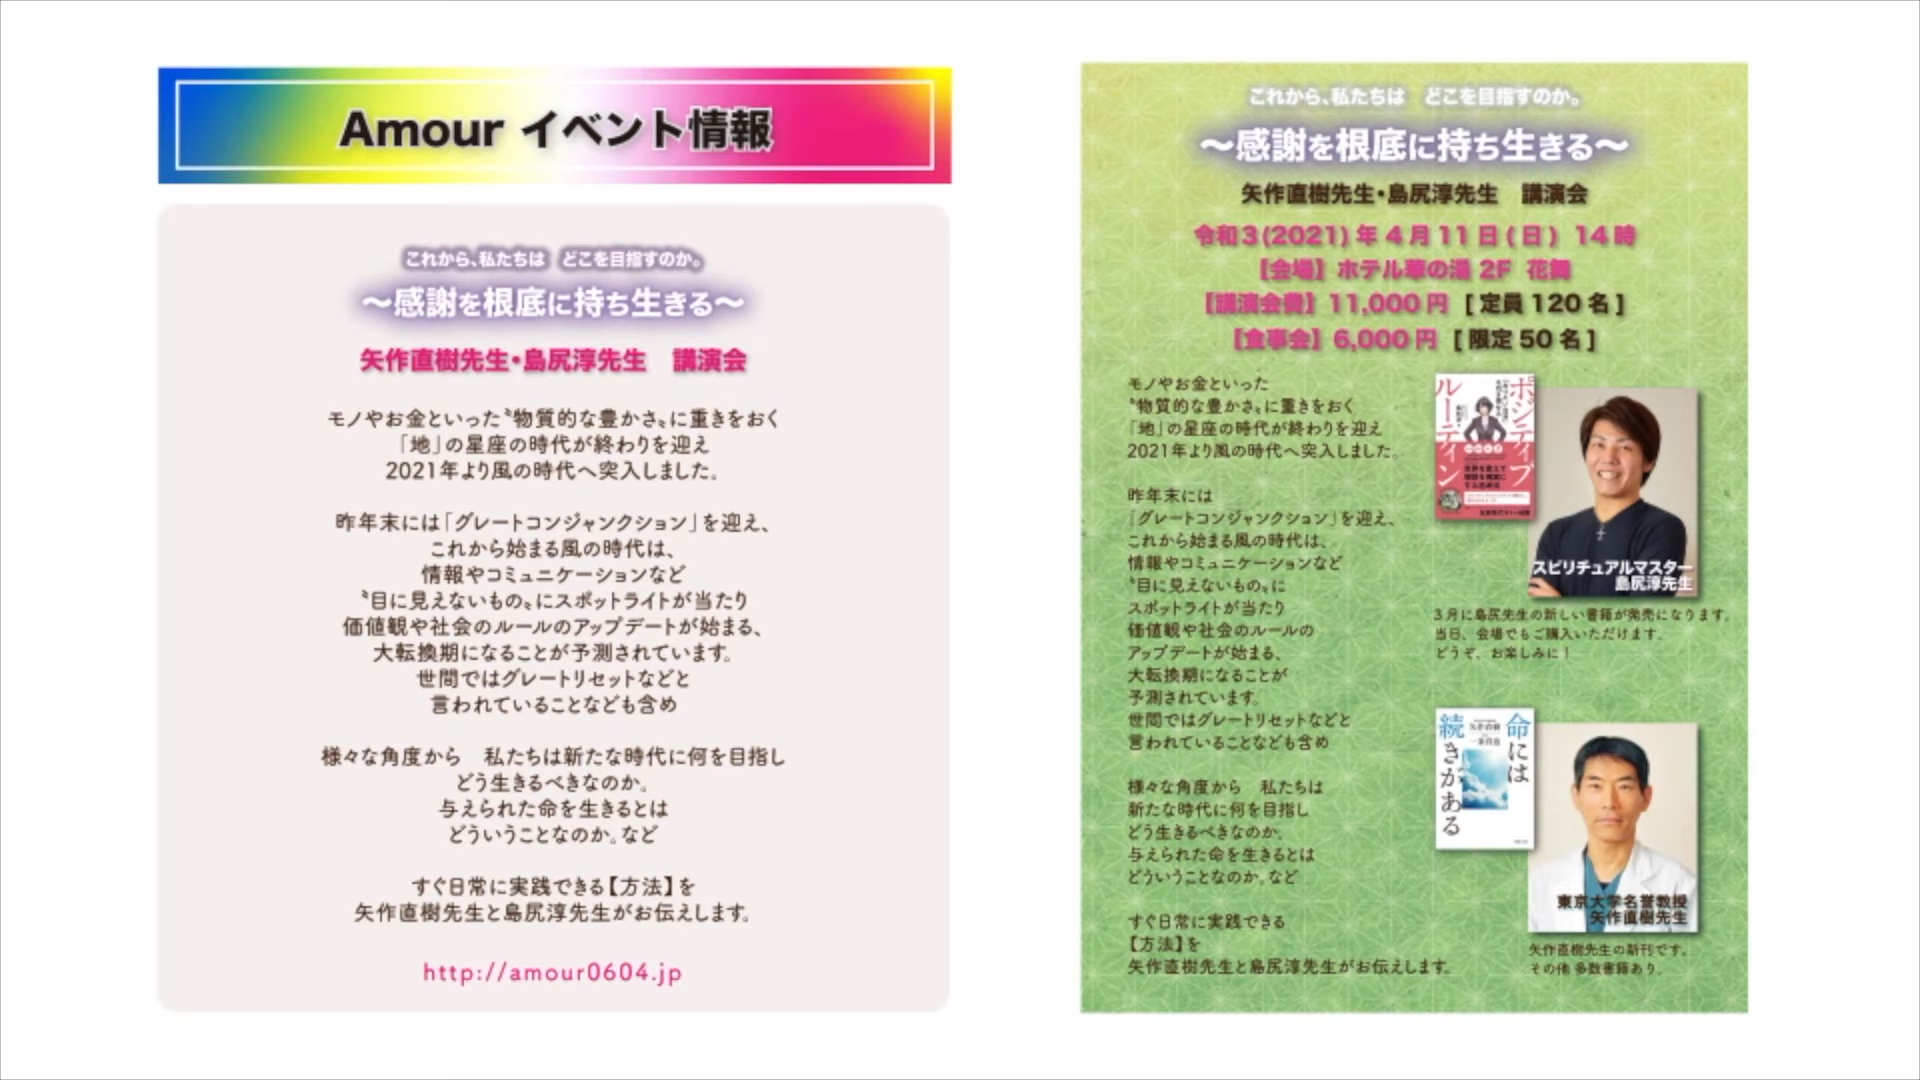 Amour イベント情報
これから、私たちは　どこを目指すのか。
～感謝を根底に持ち生きる～
矢作直樹先生・島尻淳先生　講演会
モノやお金といった〝物質的な豊かさ〟に重きをおく
「地」の星座の時代が終わりを迎え
2021年より風の時代へ突入しました。
昨年末には「グレートコンジャンクション」を迎え、
これから始まる風の時代は、
情報やコミュニケーションなど
〝目に見えないもの〟にスポットライトが当たり
価値観や社会のルールのアップデートが始まる、
大転換期になることが予測されています。
世間ではグレートリセットなどと
言われていることなども含め
様々な角度から　私たちは新たな時代に何を目指し
どう生きるべきなのか。
与えられた命を生きるとは
どういうことなのか。など
すぐ日常に実践できる【方法】を
矢作直樹先生と島尻淳先生がお伝えします。
http://amour0604.jp
これから、私たちは　どこを目指すのか。
～感謝を根底に持ち生きる～
矢作直樹先生・島尻淳先生　講演会
令和3(2021)年4月11日(日) 14時
【会場】ホテル華の湯 2F 花舞
【講演会費】11,000円 [定員120名]
【食事会】6,000円 [限定50名]
モノやお金といった
〝物質的な豊かさ〟に重きをおく
「地」の星座の時代が終わりを迎え
2021年より風の時代へ突入しました。
昨年末には
「グレートコンジャンクション」を迎え、
これから始まる風の時代は、
情報やコミュニケーションなど
〝目に見えないもの〟に
スポットライトが当たり
価値観や社会のルールの
アップデートが始まる、
大転換期になることが
予測されています。
世間ではグレートリセットなどと
言われていることなども含め
様々な角度から　私たちは
新たな時代に何を目指し
どう生きるべきなのか。
与えられた命を生きるとは
どういうことなのか。など
すぐ日常に実践できる
【方法】を
矢作直樹先生と島尻淳先生がお伝えします。
ポジティブ
ルーティン
スピリチュアルマスター
島尻淳先生
3月に島尻先生の新しい書籍が発売になります。
当日、会場でもご購入いただけます。
どうぞ、お楽しみに！
命には
続きがある
東京大学名誉教授
矢作直樹先生
矢作直樹先生の新刊です。
その他 多数書籍あり。